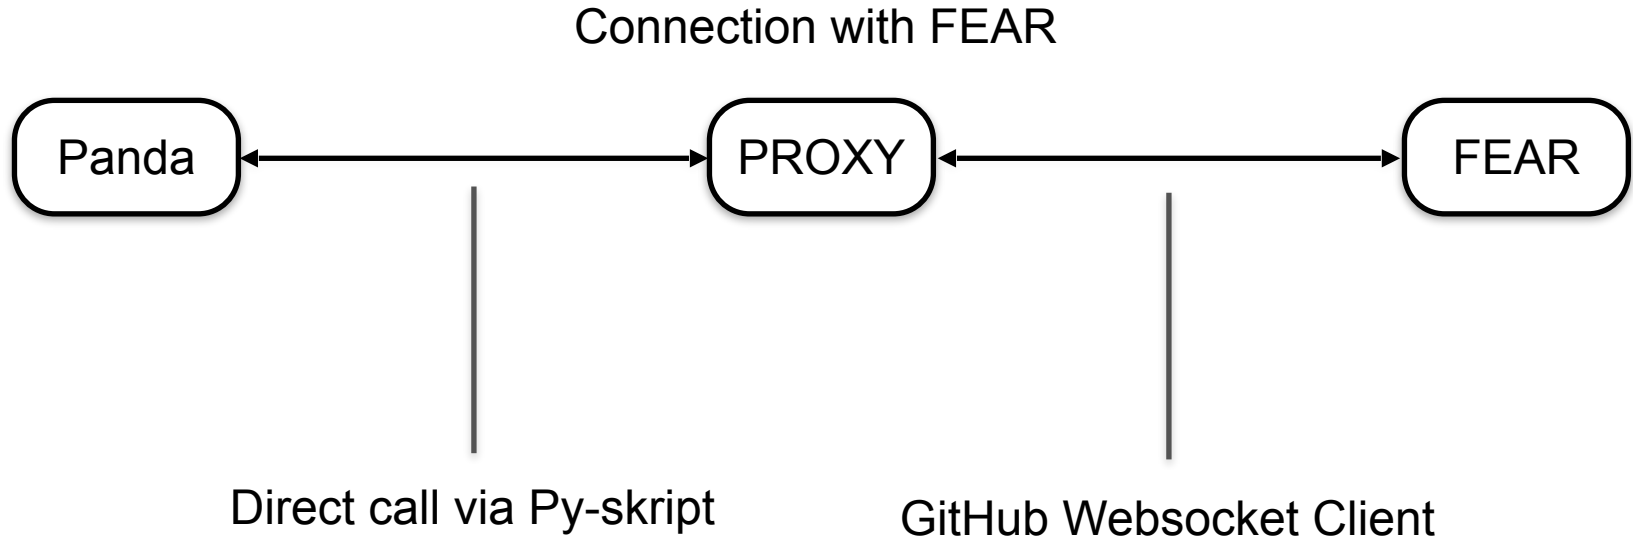 Connection with FEAR
Panda
PROXY
FEAR
Direct call via Py-skript
GitHub Websocket Client